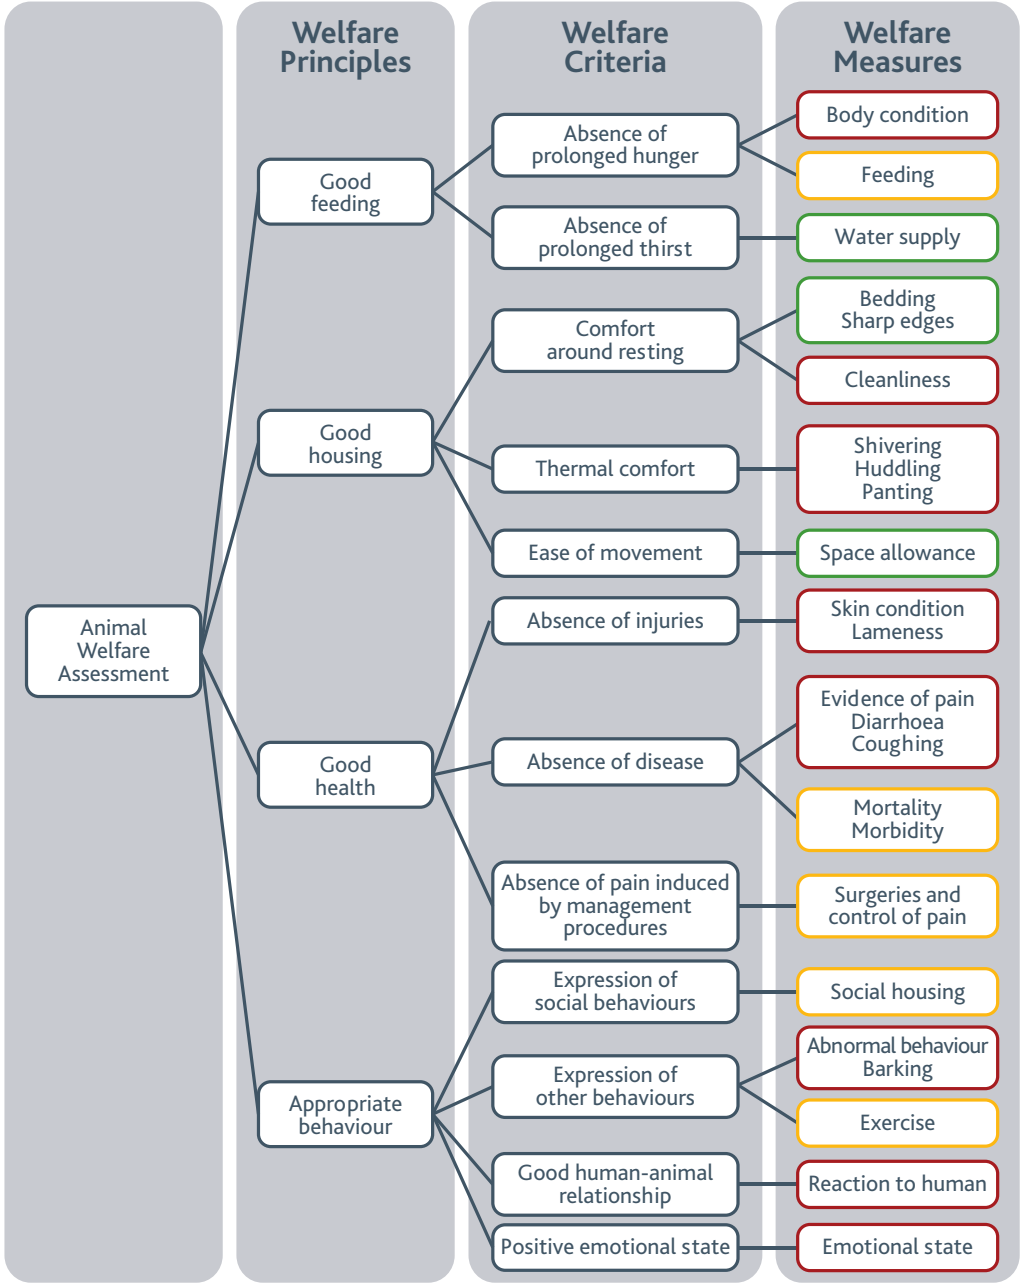 Welfare
Principles
Welfare
Criteria
Welfare
Measures
Animal
Welfare
Assessment
Good
feeding
Good
housing
Good
health
Appropriate
behaviour
Absence of
prolonged hunger
Absence of
prolonged thirst
Comfort
around resting
Thermal comfort
Ease of movement
Absence of injuries
Absence of disease
Absence of pain induced
by management
procedures
Expression of
social behaviours
Expression of
other behaviours
Good human-animal
relationship
Positive emotional state
Body condition
Feeding
Water supply
Bedding
Sharp edges
Cleanliness
Shivering
Huddling
Panting
Space allowance
Skin condition
Lameness
Evidence of pain
Diarrhoea
Coughing
Mortality
Morbidity
Surgeries and
control of pain
Social housing
Abnormal behaviour
Barking
Exercise
Reaction to human
Emotional state